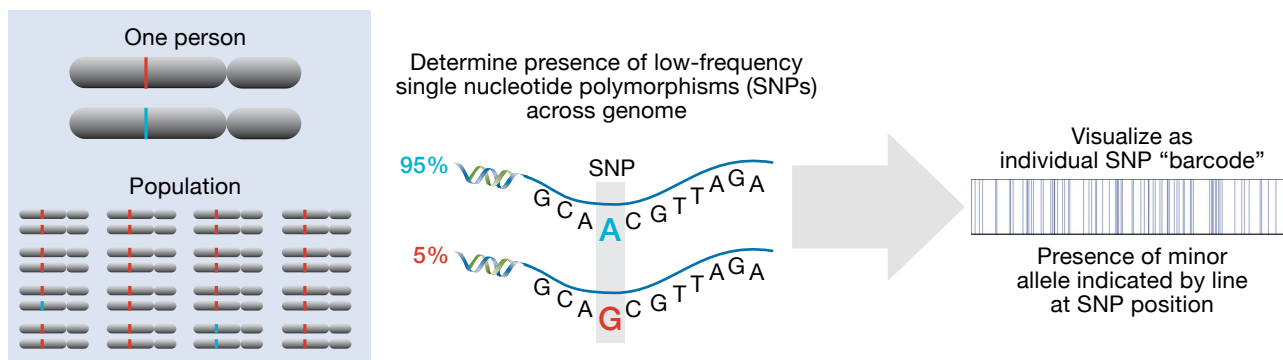 One person
Population
Determine presence of low-frequency
single nucleotide polymorphisms (SNPs)
across genome
SNP
95%
GCAACGTTAGA
5%
GCAGCGTTAGA
Visualize as
individual SNP “barcode”
Presence of minor
allele indicated by line
at SNP position